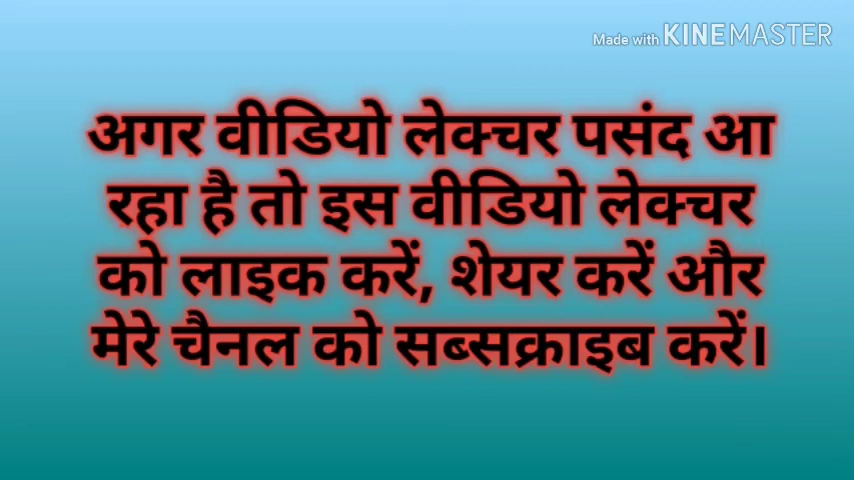 Made with KINEMASTER
अगर वीडियो लेक्चर पसंद आ
रहा है तो इस वीडियो लेक्चर
को लाइक करें, शेयर करें और
मेरे चैनल को सब्सक्राइब करें।